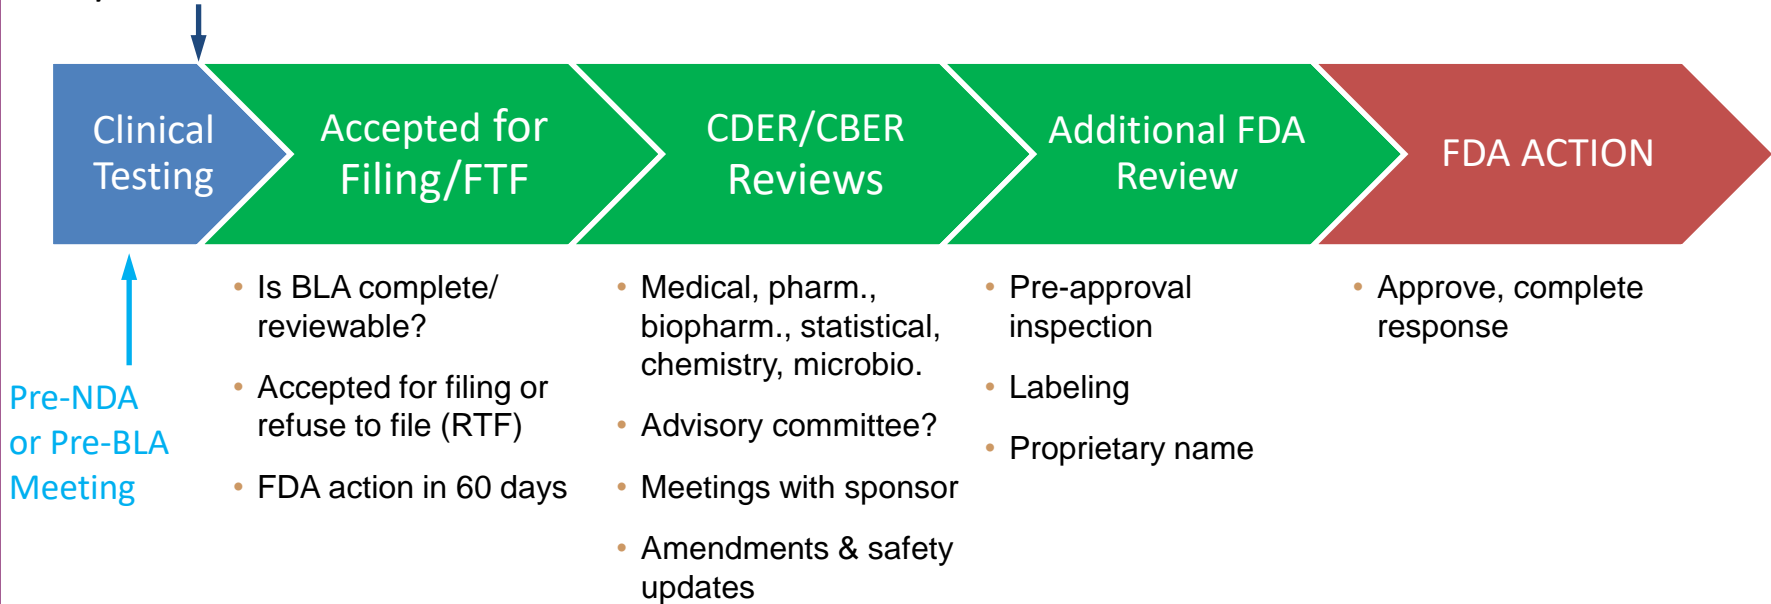 Clinical
Testing
Accepted for
Filing/FTF
CDER/CBER
Reviews
Additional FDA
Review
FDA ACTION
Pre-NDA
or Pre-BLA
Meeting
• Is BLA complete/
reviewable?
• Accepted for filing or
refuse to file (RTF)
• FDA action in 60 days
• Medical, pharm.,
biopharm., statistical,
chemistry, microbio.
• Advisory committee?
• Meetings with sponsor
• Amendments & safety
updates
• Pre-approval
inspection
• Labeling
• Proprietary name
• Approve, complete
response